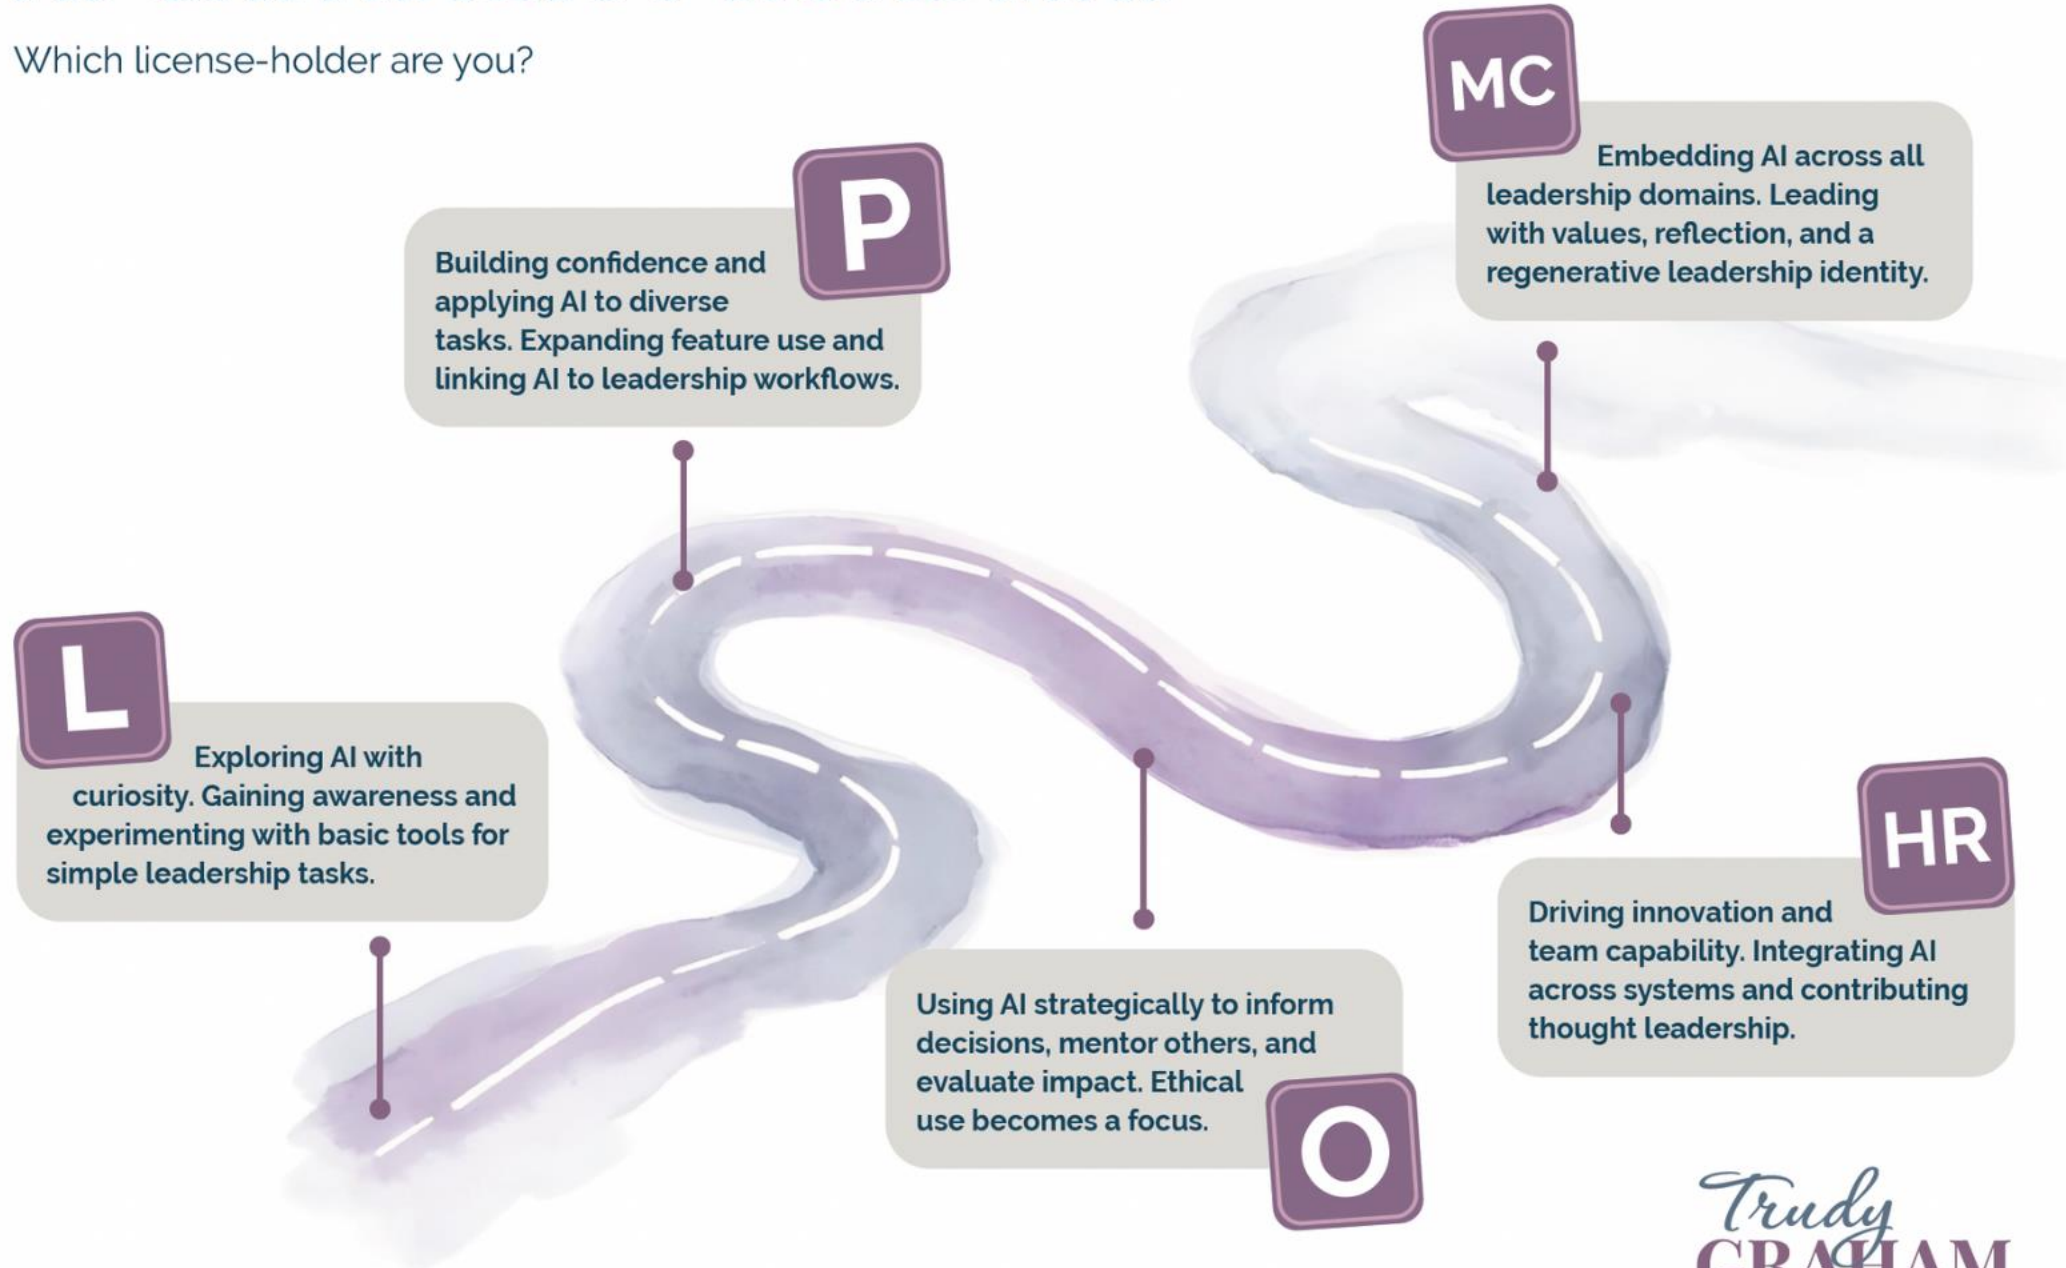 Which license-holder are you?
L
Exploring AI with
curiosity. Gaining awareness and
experimenting with basic tools for
simple leadership tasks.
P
Building confidence and
applying AI to diverse
tasks. Expanding feature use and
linking AI to leadership workflows.
O
Using AI strategically to inform
decisions, mentor others, and
evaluate impact. Ethical
use becomes a focus.
HR
Driving innovation and
team capability. Integrating AI
across systems and contributing
thought leadership.
MC
Embedding AI across all
leadership domains. Leading
with values, reflection, and a
regenerative leadership identity.
Trudy
GRAHAM